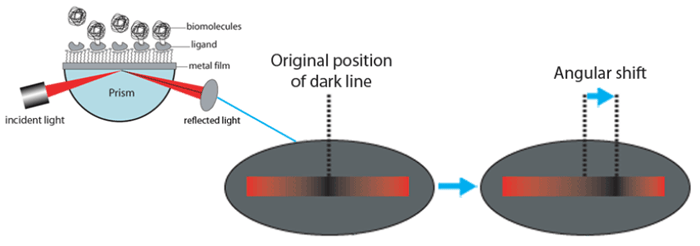 biomolecules
ligand
metal film
Prism
incident light
reflected light
Original position
of dark line
Angular shift